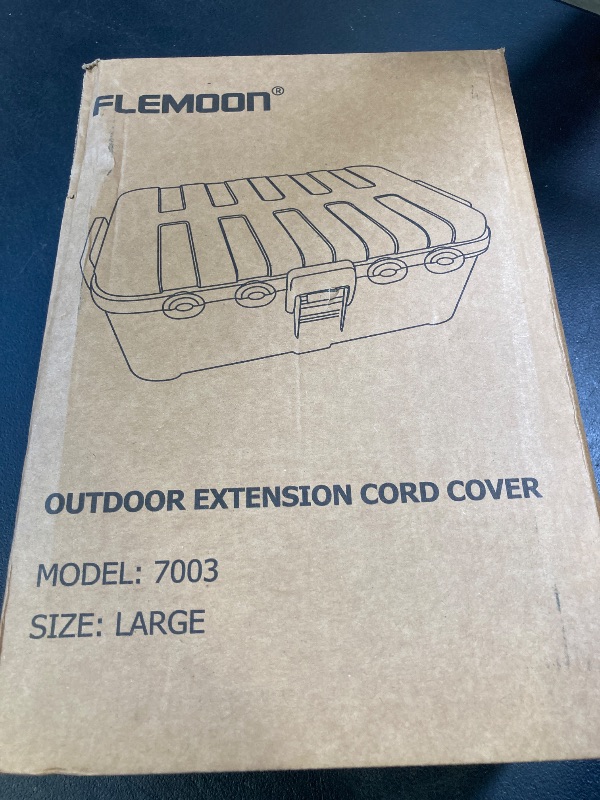 FLEMOON®
OUTDOOR EXTENSION CORD COVER
MODEL: 7003
SIZE: LARGE